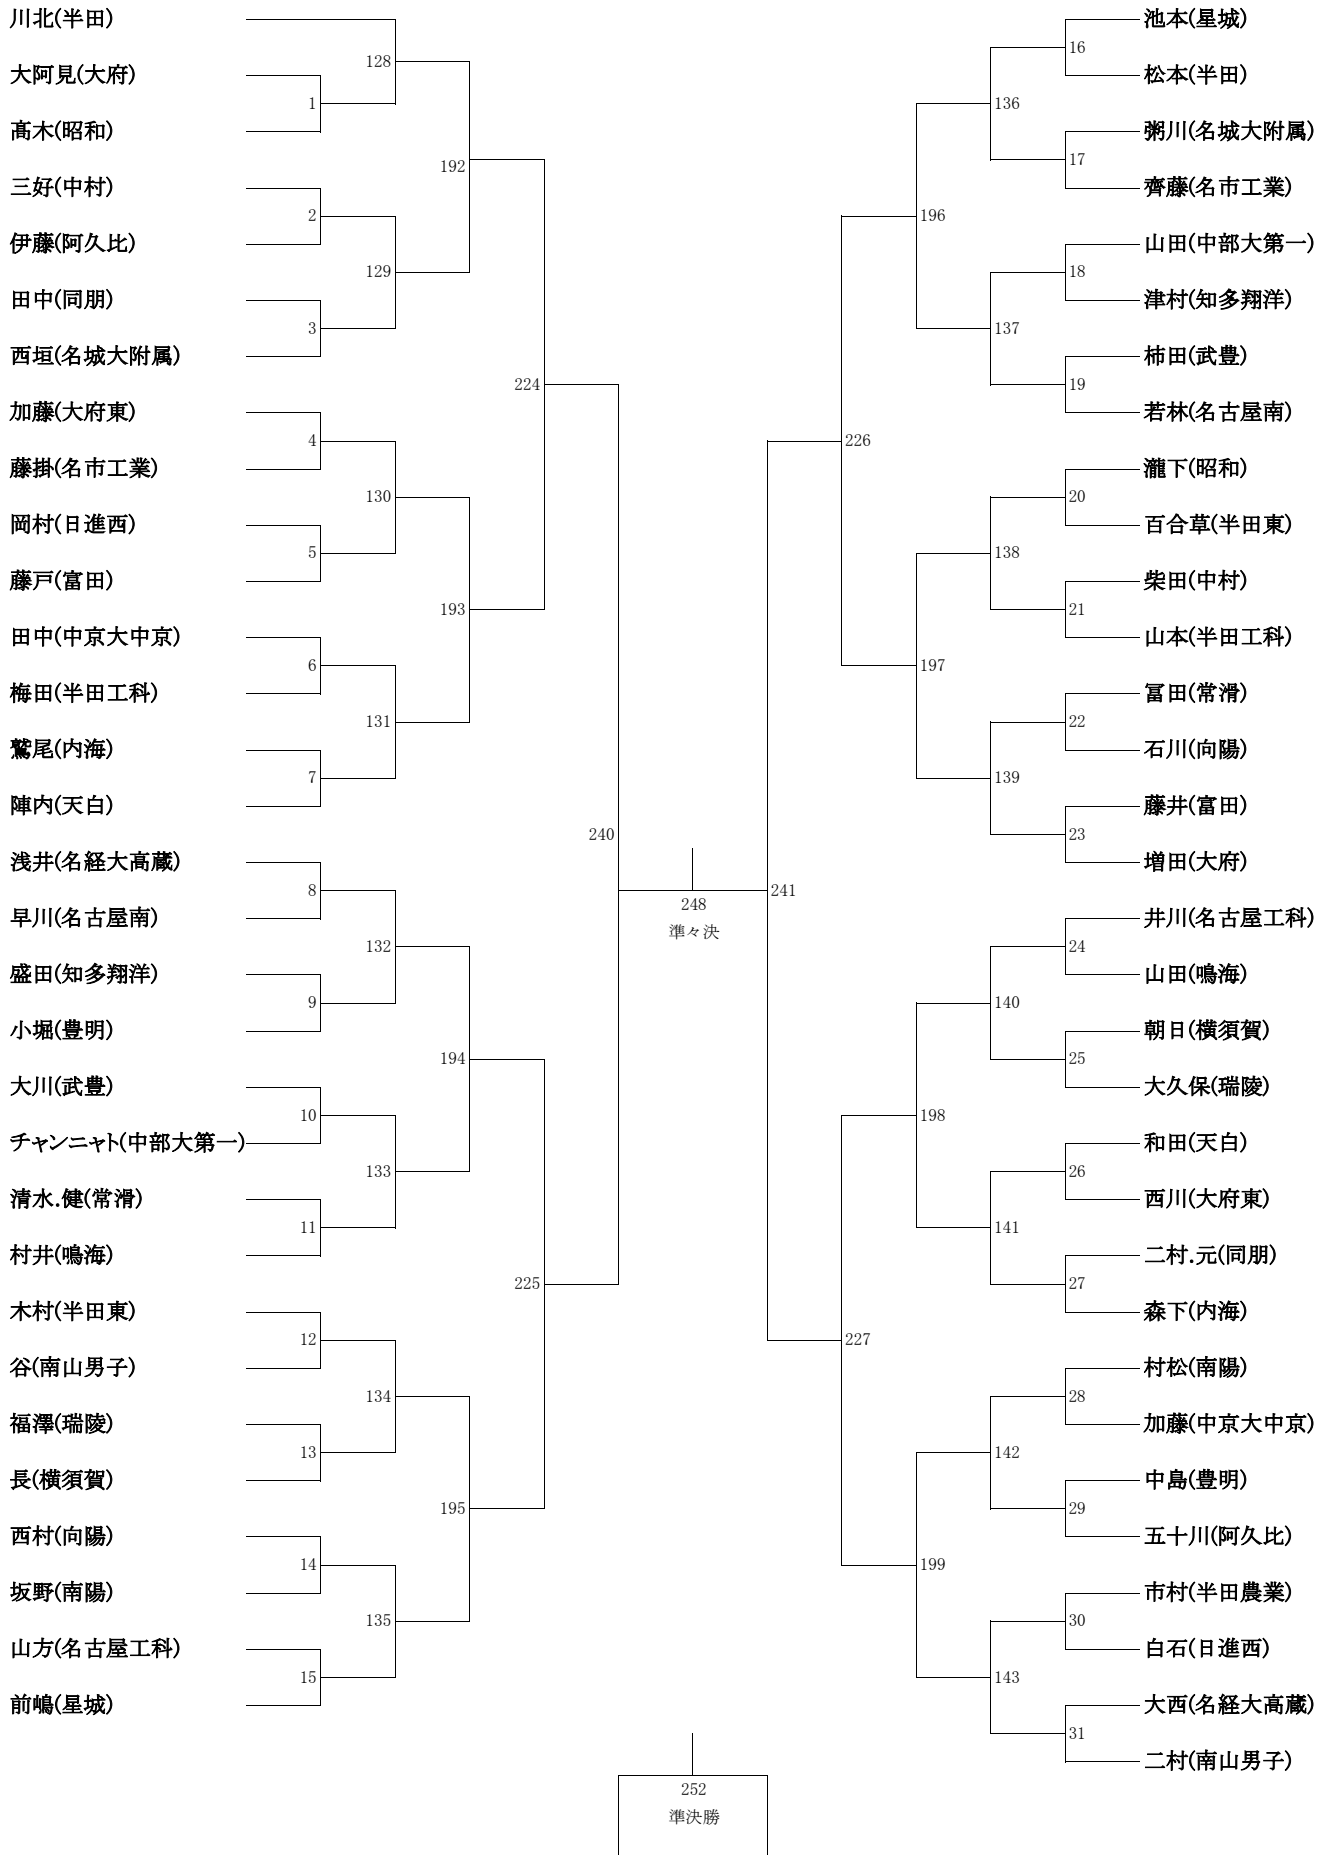 川北(半田)
大阿見(大府)
髙木(昭和)
三好(中村)
伊藤(阿久比)
田中(同朋)
西垣(名城大附属)
加藤(大府東)
藤掛(名市工業)
岡村(日進西)
藤戸(富田)
田中(中京大中京)
梅田(半田工科)
鷲尾(内海)
陣内(天白)
浅井(名経大高蔵)
早川(名古屋南)
盛田(知多翔洋)
小堀(豊明)
大川(武豊)
チャンニャト(中部大第一)
清水.健(常滑)
村井(鳴海)
木村(半田東)
谷(南山男子)
福澤(瑞陵)
長(横須賀)
西村(向陽)
坂野(南陽)
山方(名古屋工科)
前嶋(星城)
1
2
3
4
5
6
7
8
9
10
11
12
13
14
15
128
129
130
131
132
133
134
135
192
193
194
195
224
225
240
248
準々決
252
準決勝
241
226
227
196
197
198
199
136
137
138
139
140
141
142
143
16
17
18
19
20
21
22
23
24
25
26
27
28
29
30
31
池本(星城)
松本(半田)
粥川(名城大附属)
齊藤(名市工業)
山田(中部大第一)
津村(知多翔洋)
柿田(武豊)
若林(名古屋南)
瀧下(昭和)
百合草(半田東)
柴田(中村)
山本(半田工科)
冨田(常滑)
石川(向陽)
藤井(富田)
増田(大府)
井川(名古屋工科)
山田(鳴海)
朝日(横須賀)
大久保(瑞陵)
和田(天白)
西川(大府東)
二村.元(同朋)
森下(内海)
村松(南陽)
加藤(中京大中京)
中島(豊明)
五十川(阿久比)
市村(半田農業)
白石(日進西)
大西(名経大高蔵)
二村(南山男子)